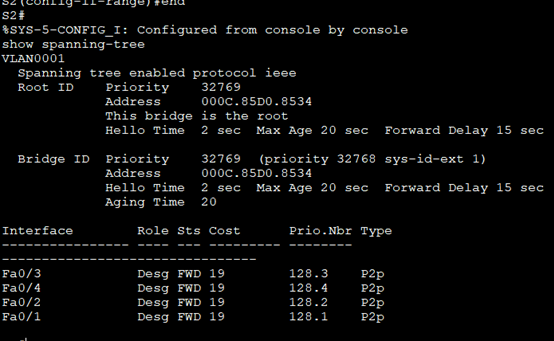 S2(config-if-range)#end
S2#
%SYS-5-CONFIG_I: Configured from console by console
show spanning-tree
VLAN0001
  Spanning tree enabled protocol ieee
  Root ID    Priority    32769
             Address     000C.85D0.8534
             This bridge is the root
             Hello Time  2 sec  Max Age 20 sec  Forward Delay 15 sec

  Bridge ID  Priority    32769  (priority 32768 sys-id-ext 1)
             Address     000C.85D0.8534
             Hello Time  2 sec  Max Age 20 sec  Forward Delay 15 sec
             Aging Time  20

Interface        Role Sts Cost      Prio.Nbr Type
---------------- ---- --- --------- --------
--------------------------------
Fa0/3            Desg FWD 19        128.3    P2p
Fa0/4            Desg FWD 19        128.4    P2p
Fa0/2            Desg FWD 19        128.2    P2p
Fa0/1            Desg FWD 19        128.1    P2p